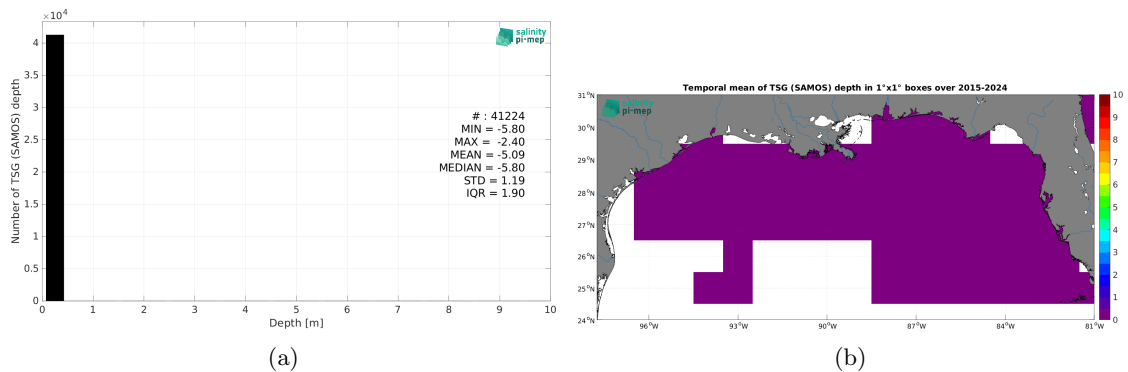 ×10⁴
salinity
pi-mep
4
3.5
3
2.5
2
1.5
1
0.5
0
Number of TSG (SAMOS) depth
# : 41224
MIN = -5.80
MAX = -2.40
MEAN = -5.09
MEDIAN = -5.80
STD = 1.19
IQR = 1.90
0 1 2 3 4 5 6 7 8 9 10
Depth [m]
(a)
Temporal mean of TSG (SAMOS) depth in 1°x1° boxes over 2015-2024
salinity
pi-mep
31°N
30°N
29°N
28°N
27°N
26°N
25°N
24°N
96°W 93°W 90°W 87°W 84°W 81°W
10
9
8
7
6
5
4
3
2
1
0
(b)